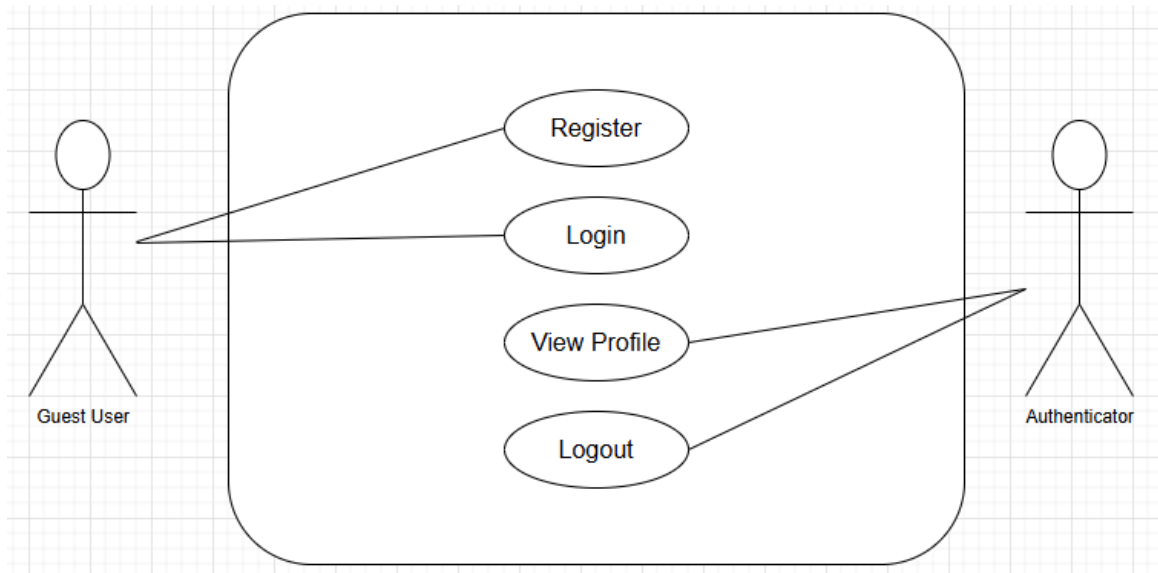 Register
Login
View Profile
Logout
Guest User
Authenticator